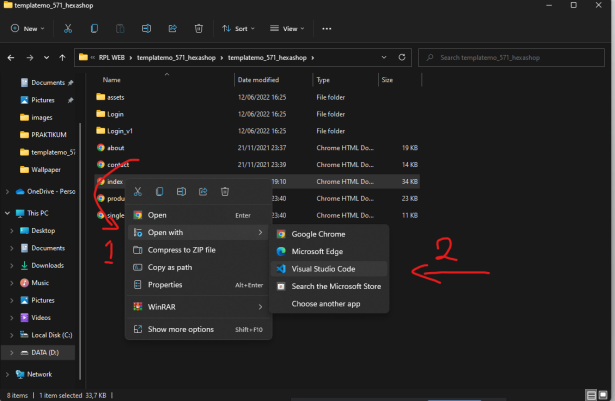 templatemo_571_hexashop
New
Sort
View
RPL WEB > templatemo_571_hexashop > templatemo_571_hexashop >
Search templatemo_571_hexashop
Name Date modified Type Size
Documents
Pictures
images
PRAKTIKUM
templatemo_57
Wallpaper
OneDrive - Perso
This PC
Desktop
Documents
Downloads
Music
Pictures
Videos
Local Disk (C:)
DATA (D:)
Network
assets 12/06/2022 16:25 File folder
Login 12/06/2022 16:25 File folder
Login_v1 12/06/2022 16:25 File folder
about 21/11/2021 23:37 Chrome HTML Do... 19 KB
contact 21/11/2021 23:39 Chrome HTML Do... 14 KB
index 19:10 Chrome HTML Do... 34 KB
produ 23:40 Chrome HTML Do... 23 KB
single 23:40 Chrome HTML Do... 11 KB
Open Enter
Open with
Compress to ZIP file
Copy as path
Properties Alt+Enter
WinRAR
Show more options Shift+F10
Google Chrome
Microsoft Edge
Visual Studio Code
Search the Microsoft Store
Choose another app
1
2
8 items 1 item selected 33,7 KB